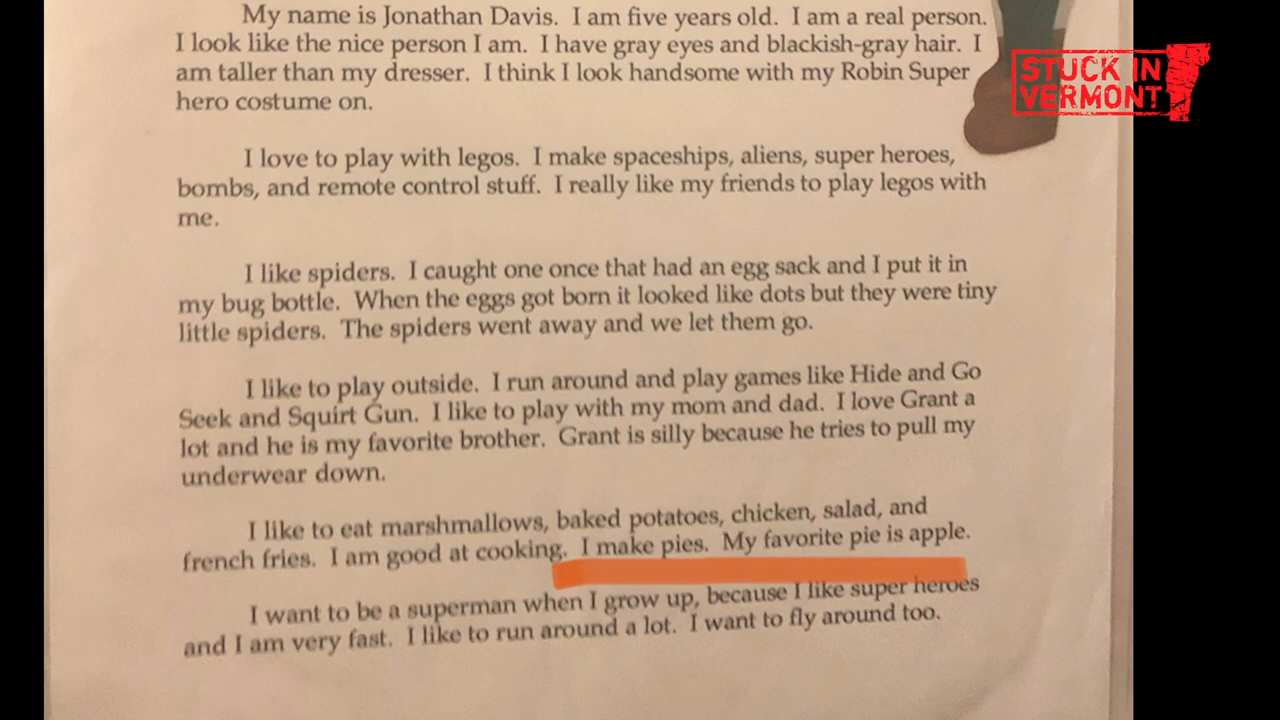 My name is Jonathan Davis. I am five years old. I am a real person.
I look like the nice person I am. I have gray eyes and blackish-gray hair. I
am taller than my dresser. I think I look handsome with my Robin Super
hero costume on.
I love to play with legos. I make spaceships, aliens, super heroes,
bombs, and remote control stuff. I really like my friends to play legos with
me.
I like spiders. I caught one once that had an egg sack and I put it in
my bug bottle. When the eggs got born it looked like dots but they were tiny
little spiders. The spiders went away and we let them go.
I like to play outside. I run around and play games like Hide and Go
Seek and Squirt Gun. I like to play with my mom and dad. I love Grant a
lot and he is my favorite brother. Grant is silly because he tries to pull my
underwear down.
I like to eat marshmallows, baked potatoes, chicken, salad, and
french fries. I am good at cooking. I make pies. My favorite pie is apple.
I want to be a superman when I grow up, because I like super heroes
and I am very fast. I like to run around a lot. I want to fly around too.
STUCK IN
VERMONT